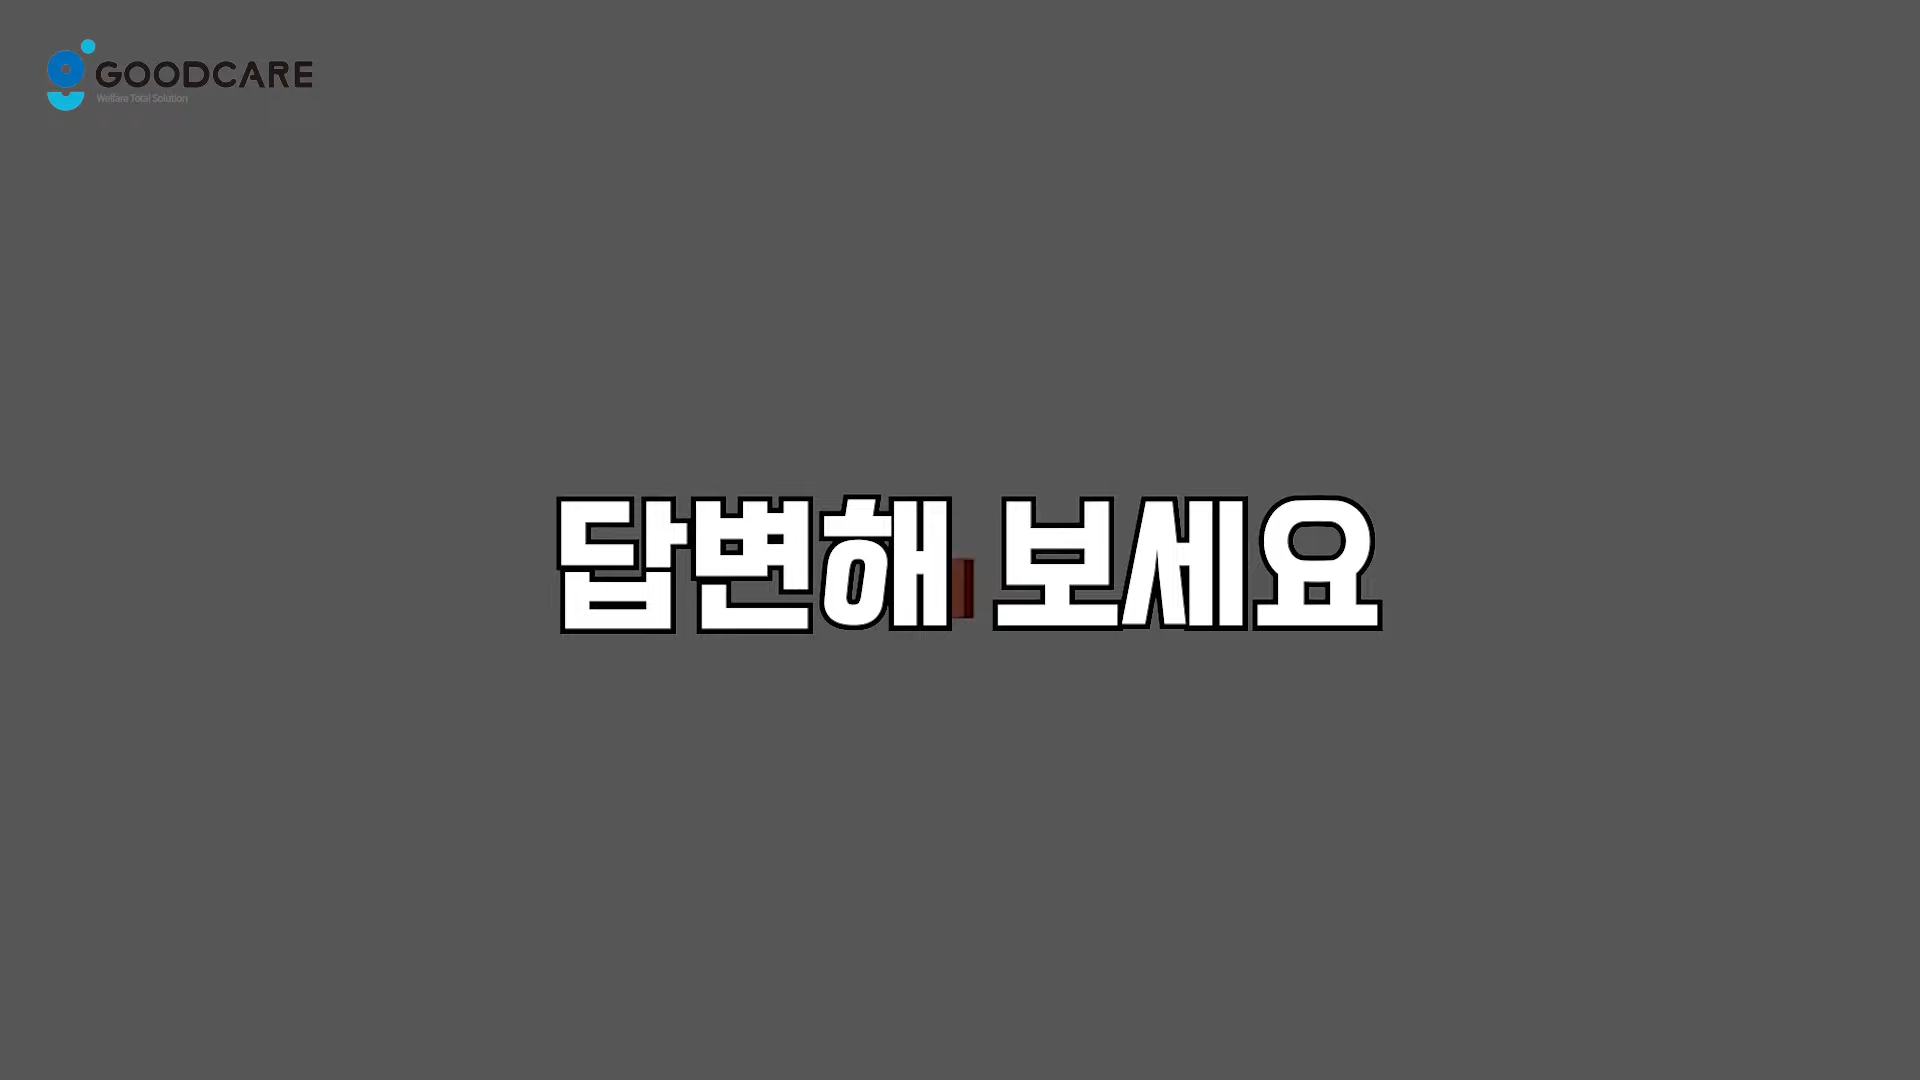 GOODCARE
Welfare Total Solution
답변해 보세요